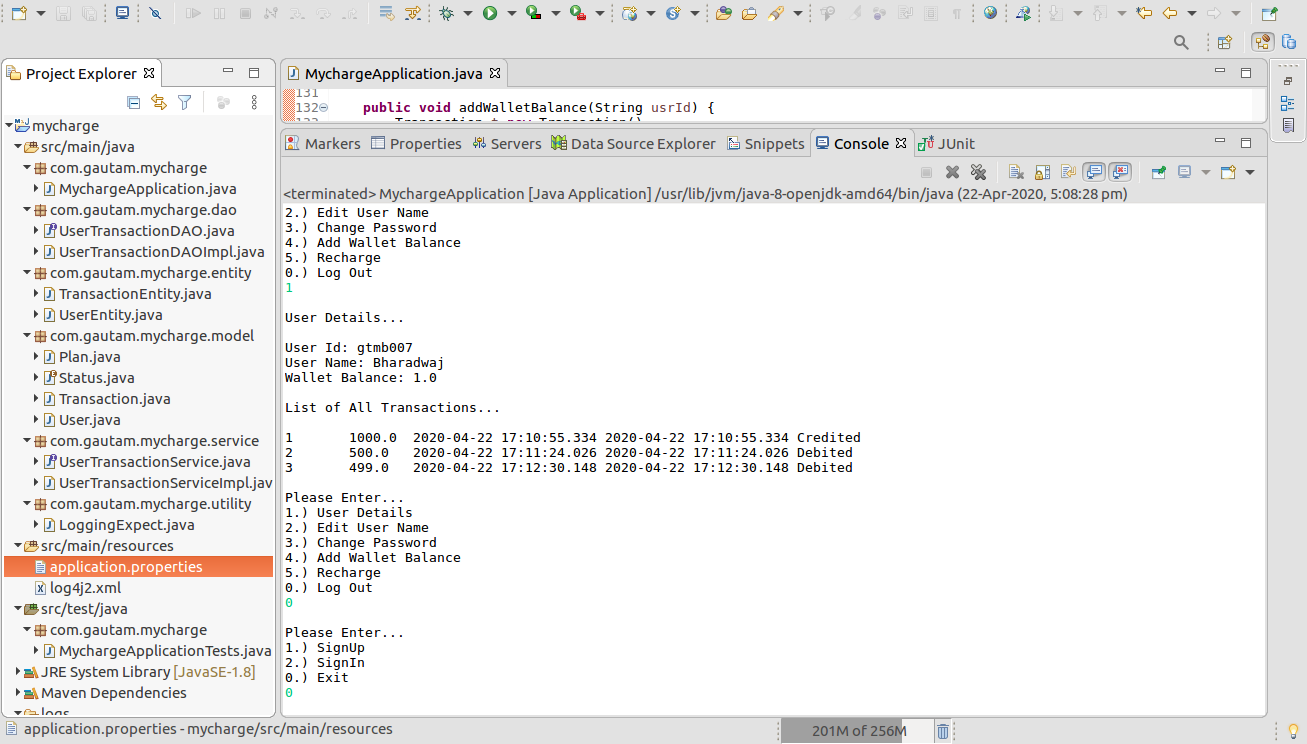 Project Explorer
mycharge
src/main/java
com.gautam.mycharge
MychargeApplication.java
com.gautam.mycharge.dao
UserTransactionDAO.java
UserTransactionDAOImpl.java
com.gautam.mycharge.entity
TransactionEntity.java
UserEntity.java
com.gautam.mycharge.model
Plan.java
Status.java
Transaction.java
User.java
com.gautam.mycharge.service
UserTransactionService.java
UserTransactionServiceImpl.jav
com.gautam.mycharge.utility
LoggingExpect.java
src/main/resources
application.properties
log4j2.xml
src/test/java
com.gautam.mycharge
MychargeApplicationTests.java
JRE System Library [JavaSE-1.8]
Maven Dependencies
logs
MychargeApplication.java
131
132 public void addWalletBalance(String usrId) {
133 Transaction t=new Transaction()
Markers Properties Servers Data Source Explorer Snippets Console JUnit
<terminated> MychargeApplication [Java Application] /usr/lib/jvm/java-8-openjdk-amd64/bin/java (22-Apr-2020, 5:08:28 pm)
2.) Edit User Name
3.) Change Password
4.) Add Wallet Balance
5.) Recharge
0.) Log Out
1
User Details...
User Id: gtmb007
User Name: Bharadwaj
Wallet Balance: 1.0
List of All Transactions...
1 1000.0 2020-04-22 17:10:55.334 2020-04-22 17:10:55.334 Credited
2 500.0 2020-04-22 17:11:24.026 2020-04-22 17:11:24.026 Debited
3 499.0 2020-04-22 17:12:30.148 2020-04-22 17:12:30.148 Debited
Please Enter...
1.) User Details
2.) Edit User Name
3.) Change Password
4.) Add Wallet Balance
5.) Recharge
0.) Log Out
0
Please Enter...
1.) SignUp
2.) SignIn
0.) Exit
0
application.properties - mycharge/src/main/resources
201M of 256M